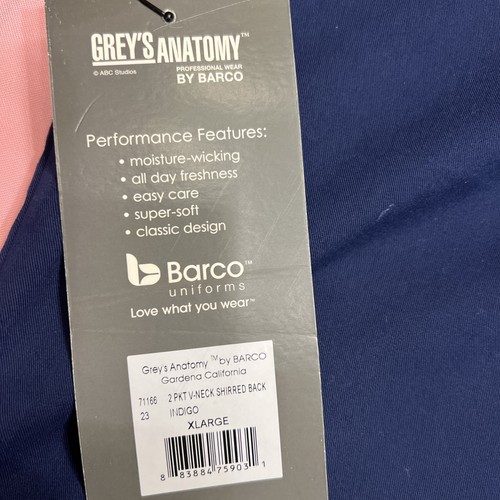 GREY'S ANATOMY™
© ABC Studios
PROFESSIONAL WEAR
BY BARCO
Performance Features:
• moisture-wicking
• all day freshness
• easy care
• super-soft
• classic design
Barco™
uniforms
Love what you wear™
Grey's Anatomy ™ by BARCO
Gardena California
71166 2 PKT V-NECK SHIRRED BACK
23 INDIGO
XLARGE
8 83884 75903 1